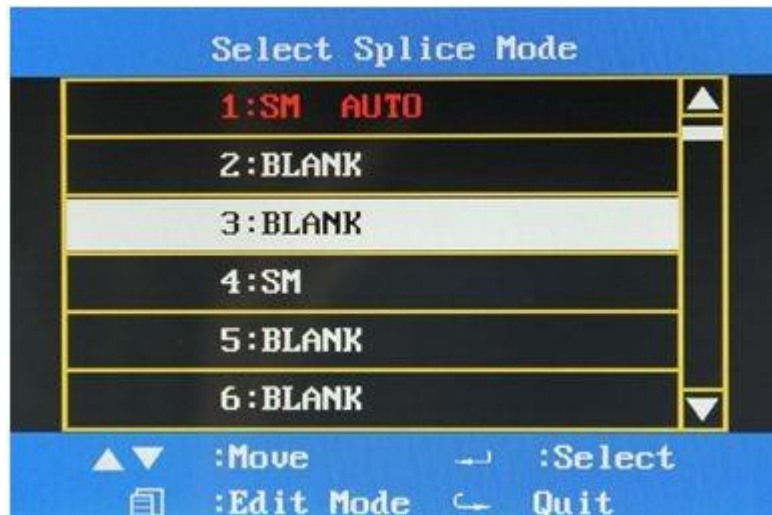 Select Splice Mode
1:SM AUTO
2:BLANK
3:BLANK
4:SM
5:BLANK
6:BLANK
:Move :Select
:Edit Mode Quit